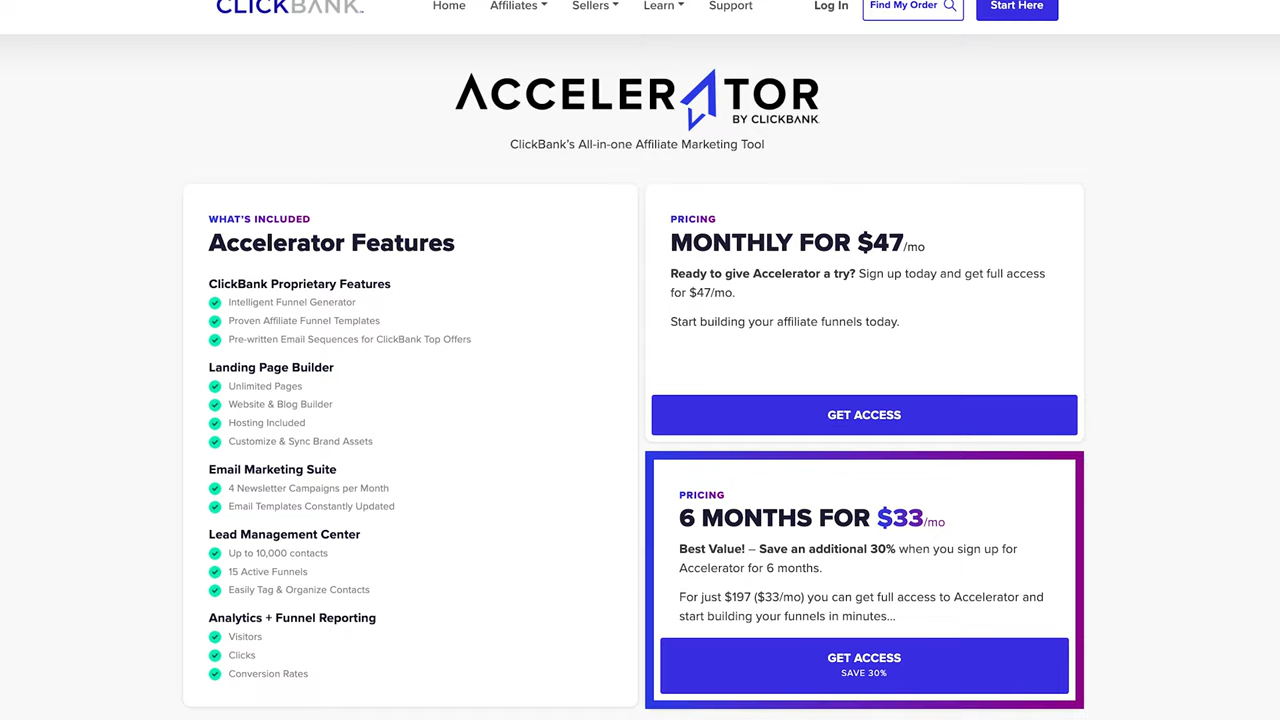 CLICKBANK
Home
Affiliates
Sellers
Learn
Support
Log In
Find My Order
Start Here
ACCELERATOR
BY CLICKBANK
ClickBank's All-in-one Affiliate Marketing Tool
WHAT'S INCLUDED
Accelerator Features
ClickBank Proprietary Features
Intelligent Funnel Generator
Proven Affiliate Funnel Templates
Pre-written Email Sequences for ClickBank Top Offers
Landing Page Builder
Unlimited Pages
Website & Blog Builder
Hosting Included
Customize & Sync Brand Assets
Email Marketing Suite
4 Newsletter Campaigns per Month
Email Templates Constantly Updated
Lead Management Center
Up to 10,000 contacts
15 Active Funnels
Easily Tag & Organize Contacts
Analytics + Funnel Reporting
Visitors
Clicks
Conversion Rates
PRICING
MONTHLY FOR $47/mo
Ready to give Accelerator a try? Sign up today and get full access
for $47/mo.
Start building your affiliate funnels today.
GET ACCESS
PRICING
6 MONTHS FOR $33/mo
Best Value! – Save an additional 30% when you sign up for
Accelerator for 6 months.
For just $197 ($33/mo) you can get full access to Accelerator and
start building your funnels in minutes...
GET ACCESS
SAVE 30%